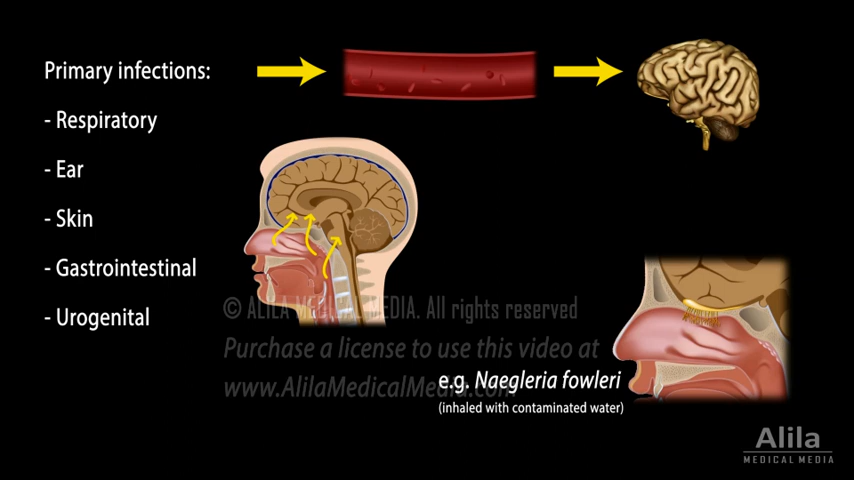 Primary infections:
- Respiratory
- Ear
- Skin
- Gastrointestinal
- Urogenital
© ALILA MEDICAL MEDIA. All rights reserved
Purchase a license to use this video at
www.AlilaMedicalMedia.com
e.g. Naegleria fowleri
(inhaled with contaminated water)
Alila
MEDICAL MEDIA